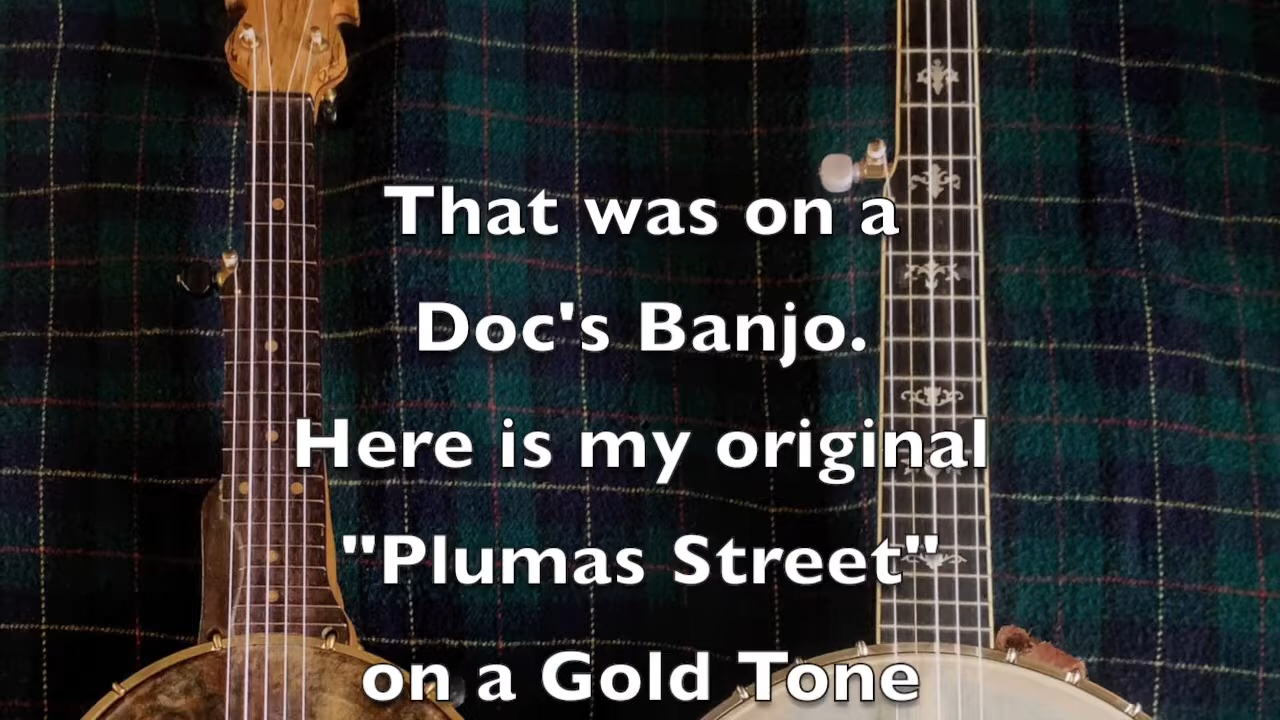 That was on a
Doc's Banjo.
Here is my original
"Plumas Street"
on a Gold Tone